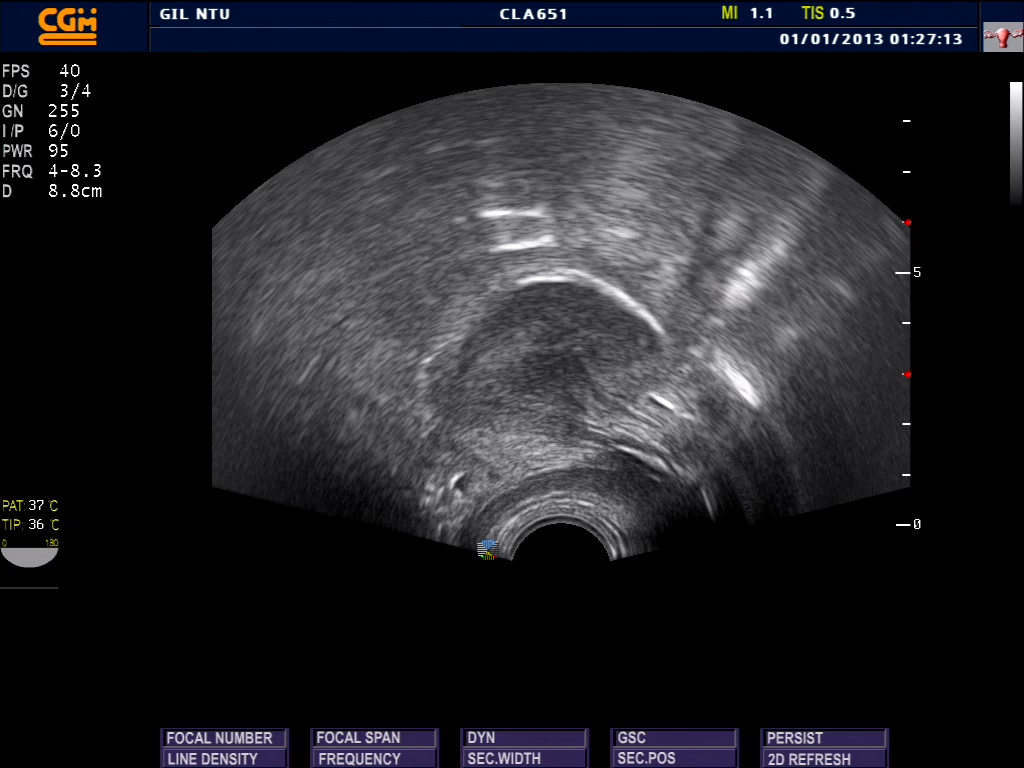 CGM
GIL NTU CLA651 MI 1.1 TIS 0.5
01/01/2013 01:27:13
FPS 40
D/G 3/4
GN 255
I/P 6/0
PWR 95
FRQ 4-8.3
D 8.8cm
5
PAT: 37 °C
TIP: 36 °C
0 180
0
FOCAL NUMBER FOCAL SPAN DYN GSC PERSIST
LINE DENSITY FREQUENCY SEC.WIDTH SEC.POS 2D REFRESH